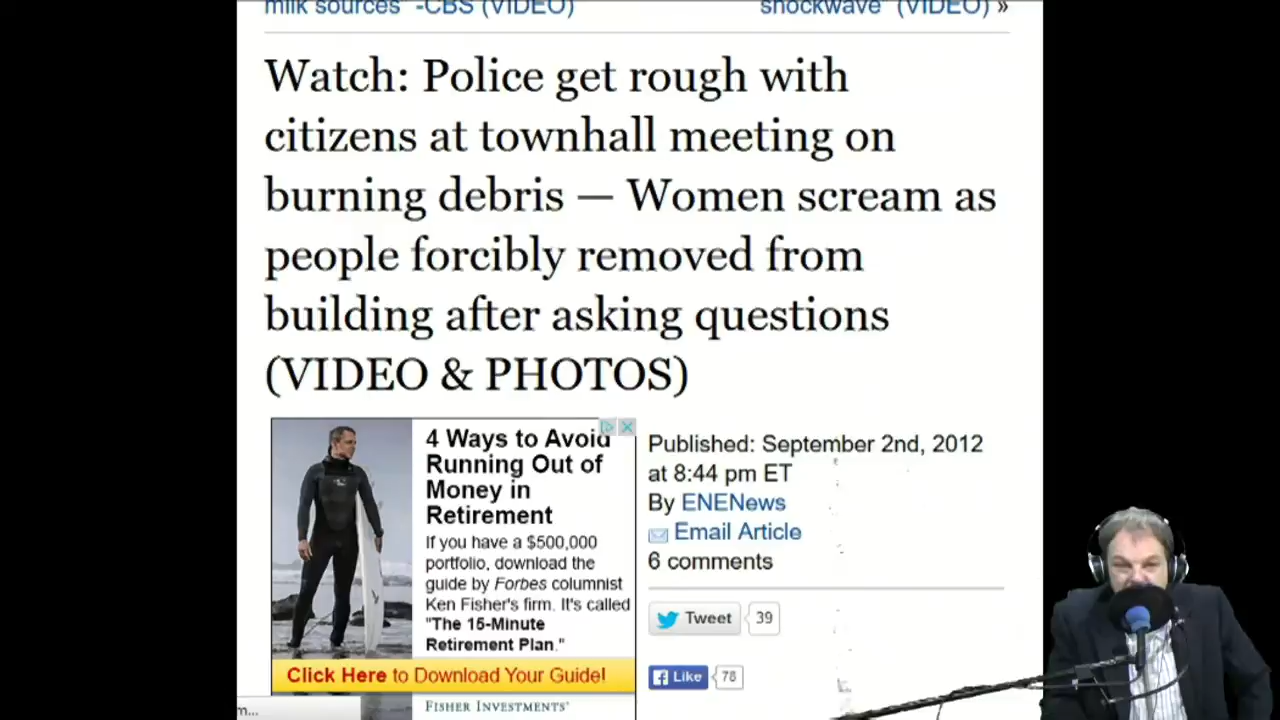 milk sources" -CBS (VIDEO)
shockwave" (VIDEO) »
Watch: Police get rough with
citizens at townhall meeting on
burning debris — Women scream as
people forcibly removed from
building after asking questions
(VIDEO & PHOTOS)
4 Ways to Avoid
Running Out of
Money in
Retirement
If you have a $500,000
portfolio, download the
guide by Forbes columnist
Ken Fisher's firm. It's called
"The 15-Minute
Retirement Plan."
Click Here to Download Your Guide!
FISHER INVESTMENTS
Published: September 2nd, 2012
at 8:44 pm ET
By ENENews
Email Article
6 comments
Tweet 39
Like 78